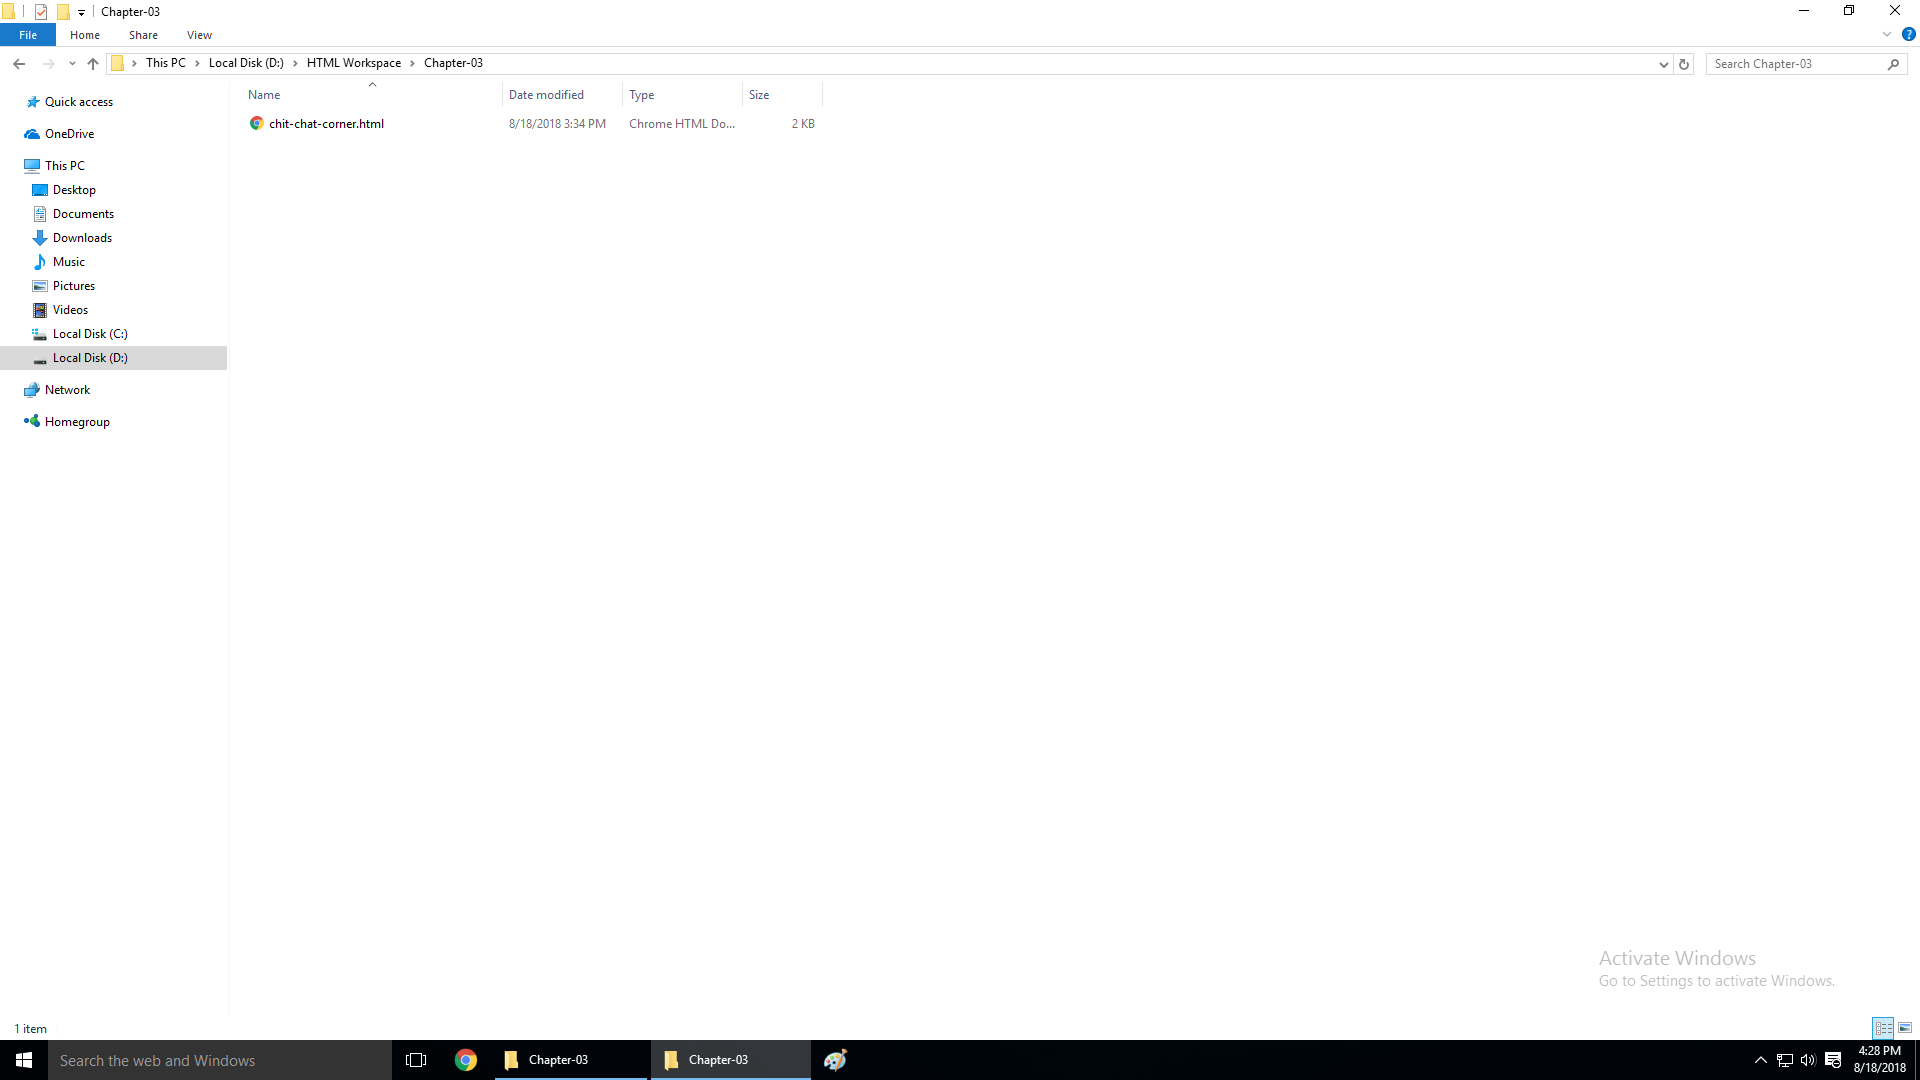 Chapter-03
File Home Share View
This PC Local Disk (D:) HTML Workspace Chapter-03 Search Chapter-03
Name Date modified Type Size
chit-chat-corner.html 8/18/2018 3:34 PM Chrome HTML Do... 2 KB
Quick access
OneDrive
This PC
Desktop
Documents
Downloads
Music
Pictures
Videos
Local Disk (C:)
Local Disk (D:)
Network
Homegroup
Activate Windows
Go to Settings to activate Windows.
1 item
Search the web and Windows Chapter-03 Chapter-03 4:28 PM
8/18/2018